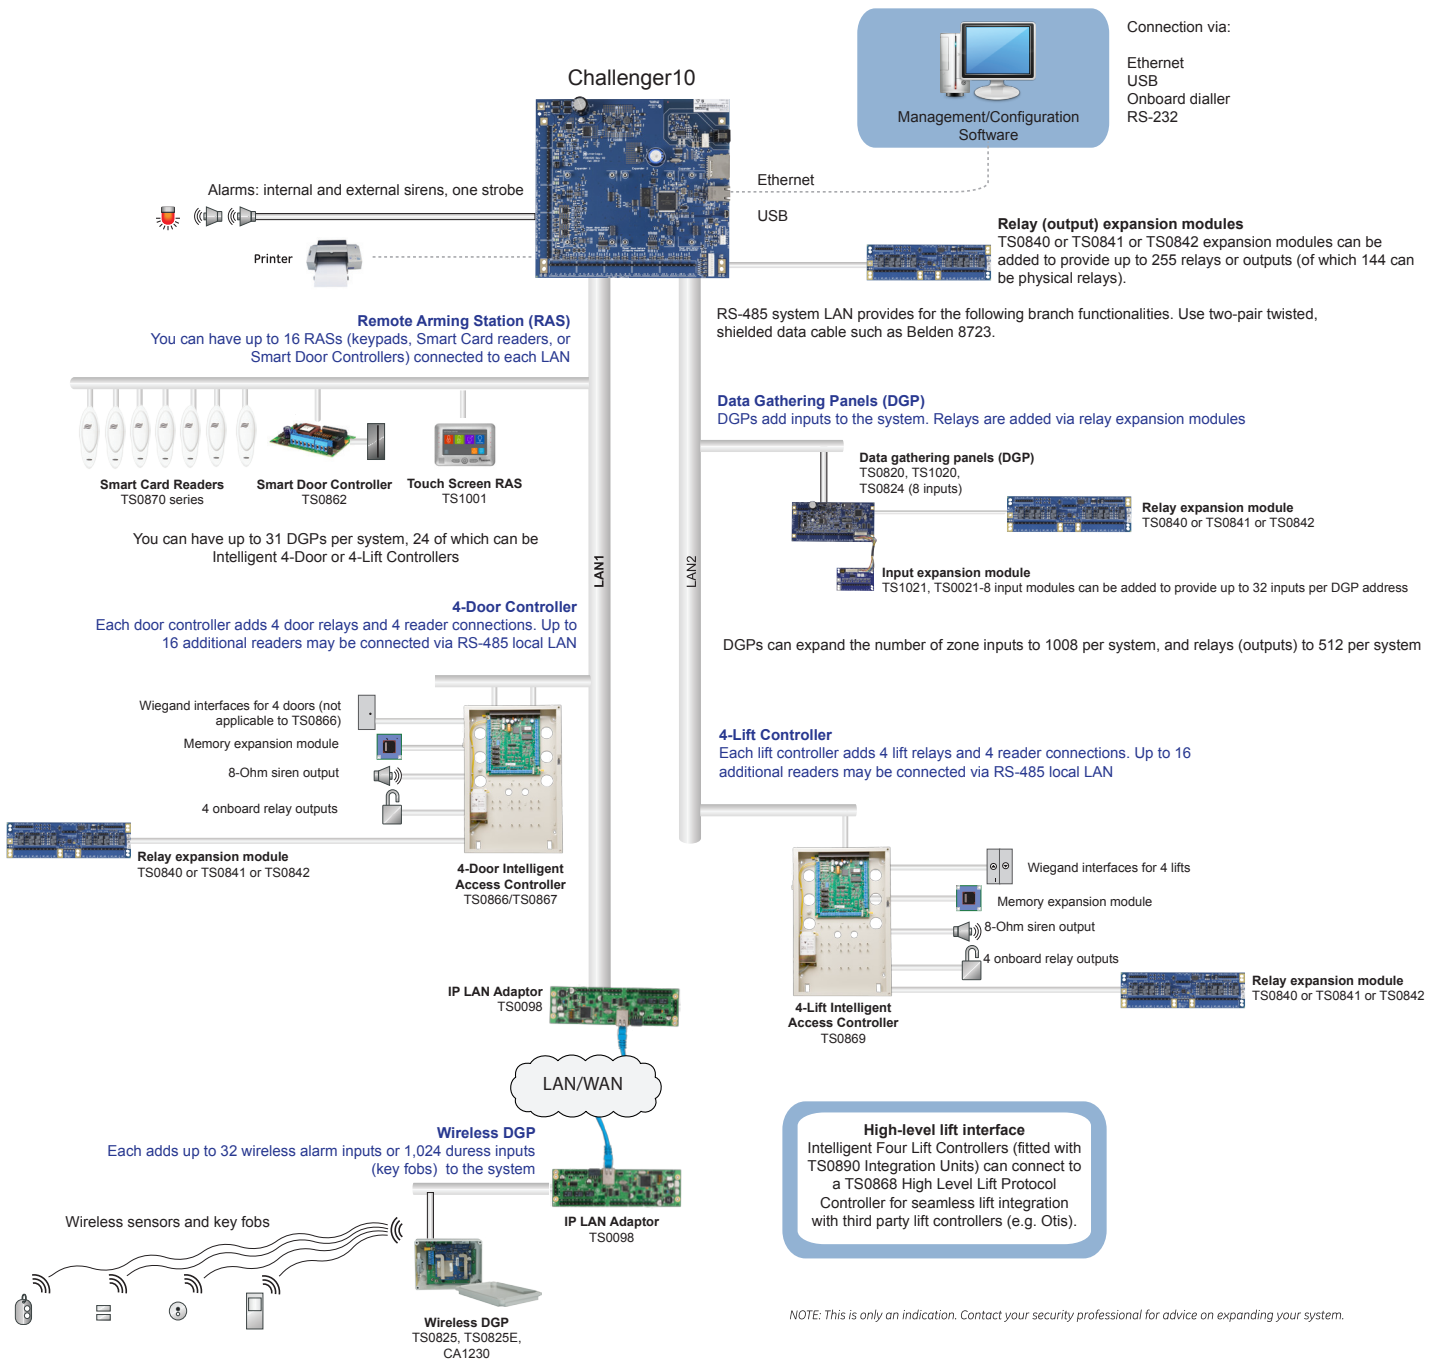 Connection via:
Ethernet
USB
Onboard dialler
RS-232
Management/Configuration
Software
Challenger10
Ethernet
USB
Alarms: internal and external sirens, one strobe
Printer
Relay (output) expansion modules
TS0840 or TS0841 or TS0842 expansion modules can be
added to provide up to 255 relays or outputs (of which 144 can
be physical relays).
RS-485 system LAN provides for the following branch functionalities. Use two-pair twisted,
shielded data cable such as Belden 8723.
Remote Arming Station (RAS)
You can have up to 16 RASs (keypads, Smart Card readers, or
Smart Door Controllers) connected to each LAN
Smart Card Readers
TS0870 series
Smart Door Controller
TS0862
Touch Screen RAS
TS1001
You can have up to 31 DGPs per system, 24 of which can be
Intelligent 4-Door or 4-Lift Controllers
LAN1
LAN2
Data Gathering Panels (DGP)
DGPs add inputs to the system. Relays are added via relay expansion modules
Data gathering panels (DGP)
TS0820, TS1020,
TS0824 (8 inputs)
Relay expansion module
TS0840 or TS0841 or TS0842
Input expansion module
TS1021, TS0021-8 input modules can be added to provide up to 32 inputs per DGP address
DGPs can expand the number of zone inputs to 1008 per system, and relays (outputs) to 512 per system
4-Door Controller
Each door controller adds 4 door relays and 4 reader connections. Up to
16 additional readers may be connected via RS-485 local LAN
Wiegand interfaces for 4 doors (not
applicable to TS0866)
Memory expansion module
8-Ohm siren output
4 onboard relay outputs
Relay expansion module
TS0840 or TS0841 or TS0842
4-Door Intelligent
Access Controller
TS0866/TS0867
4-Lift Controller
Each lift controller adds 4 lift relays and 4 reader connections. Up to 16
additional readers may be connected via RS-485 local LAN
Wiegand interfaces for 4 lifts
Memory expansion module
8-Ohm siren output
4 onboard relay outputs
Relay expansion module
TS0840 or TS0841 or TS0842
4-Lift Intelligent
Access Controller
TS0869
IP LAN Adaptor
TS0098
LAN/WAN
Wireless DGP
Each adds up to 32 wireless alarm inputs or 1,024 duress inputs
(key fobs) to the system
IP LAN Adaptor
TS0098
Wireless sensors and key fobs
Wireless DGP
TS0825, TS0825E,
CA1230
High-level lift interface
Intelligent Four Lift Controllers (fitted with
TS0890 Integration Units) can connect to
a TS0868 High Level Lift Protocol
Controller for seamless lift integration
with third party lift controllers (e.g. Otis).
NOTE: This is only an indication. Contact your security professional for advice on expanding your system.